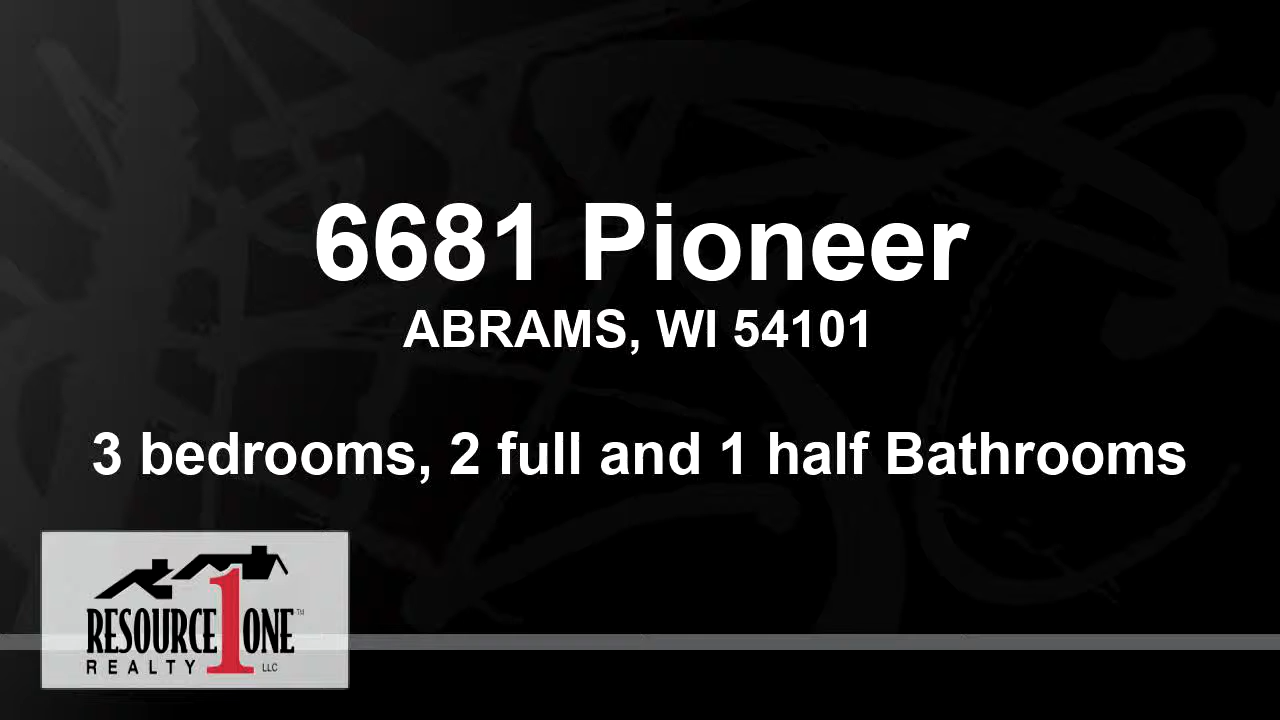 6681 Pioneer
ABRAMS, WI 54101
3 bedrooms, 2 full and 1 half Bathrooms
RESOURCE 1 ONE ™
REALTY LLC